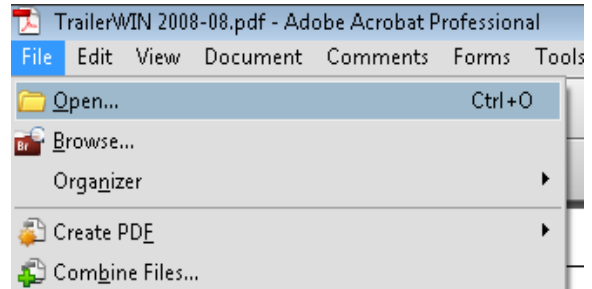 TrailerWIN 2008-08.pdf - Adobe Acrobat Professional
File Edit View Document Comments Forms Tools
Open... Ctrl+O
Br Browse...
Organizer
Create PDF
Combine Files...